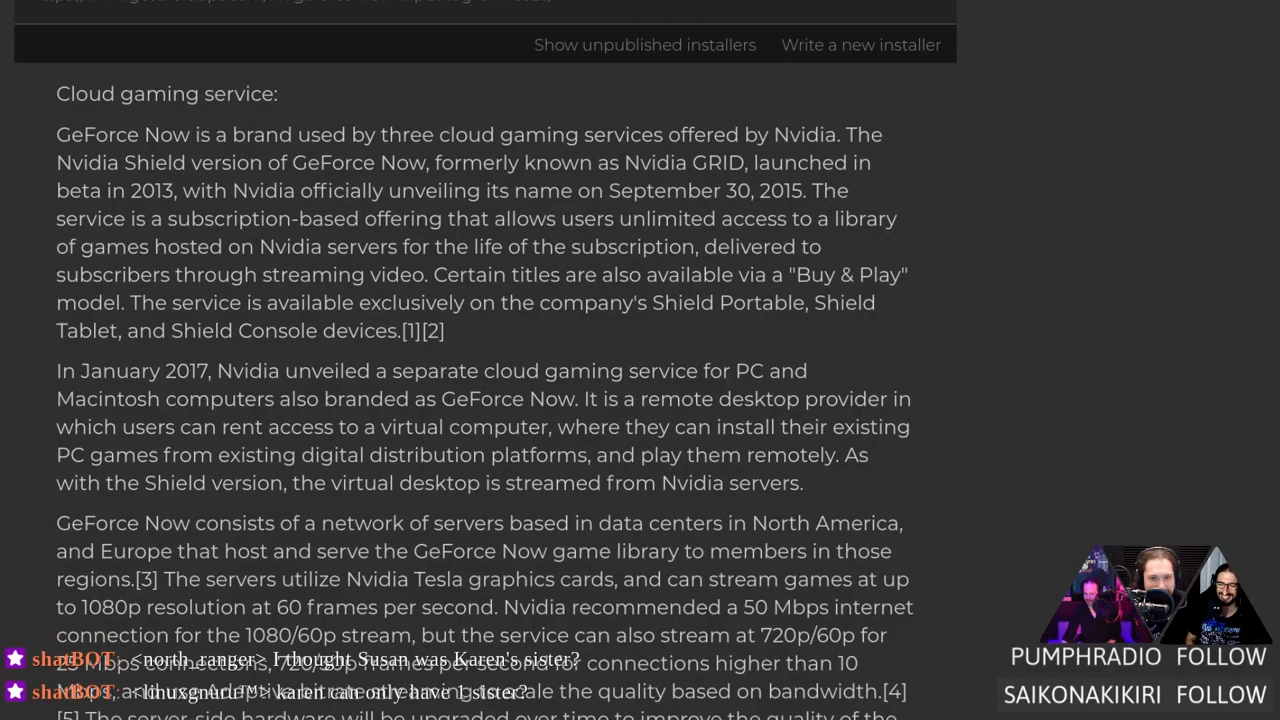 Show unpublished installers Write a new installer
Cloud gaming service:
GeForce Now is a brand used by three cloud gaming services offered by Nvidia. The
Nvidia Shield version of GeForce Now, formerly known as Nvidia GRID, launched in
beta in 2013, with Nvidia officially unveiling its name on September 30, 2015. The
service is a subscription-based offering that allows users unlimited access to a library
of games hosted on Nvidia servers for the life of the subscription, delivered to
subscribers through streaming video. Certain titles are also available via a "Buy & Play"
model. The service is available exclusively on the company's Shield Portable, Shield
Tablet, and Shield Console devices.[1][2]
In January 2017, Nvidia unveiled a separate cloud gaming service for PC and
Macintosh computers also branded as GeForce Now. It is a remote desktop provider in
which users can rent access to a virtual computer, where they can install their existing
PC games from existing digital distribution platforms, and play them remotely. As
with the Shield version, the virtual desktop is streamed from Nvidia servers.
GeForce Now consists of a network of servers based in data centers in North America,
and Europe that host and serve the GeForce Now game library to members in those
regions.[3] The servers utilize Nvidia Tesla graphics cards, and can stream games at up
to 1080p resolution at 60 frames per second. Nvidia recommended a 50 Mbps internet
connection for the 1080/60p stream, but the service can also stream at 720p/60p for
connections higher than 10
shatBOT: <north_ranger> I thought Susan was Karen's sister?
scale the quality based on bandwidth.[4]
shatBOT: karen can only have 1 sister?
[5] The server-side hardware will be upgraded over time to improve the quality of the
PUMPHRADIO FOLLOW
SAIKONAKIKIRI FOLLOW